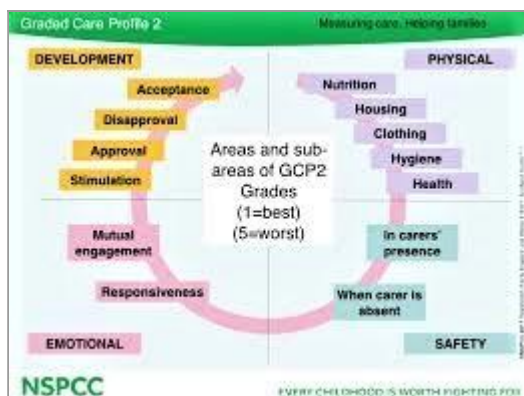 Graded Care Profile 2
Measuring care, Helping families
DEVELOPMENT
PHYSICAL
Acceptance
Disapproval
Approval
Stimulation
Nutrition
Housing
Clothing
Hygiene
Health
Areas and sub-
areas of GCP2
Grades
(1=best)
(5=worst)
Mutual
engagement
Responsiveness
In carers'
presence
When carer is
absent
EMOTIONAL
SAFETY
NSPCC
EVERY CHILDHOOD IS WORTH FIGHTING FOR